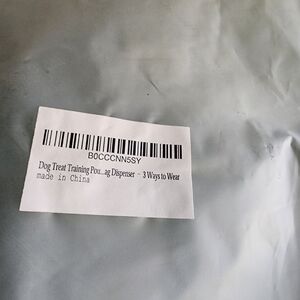 B0CCCNN5SY
Dog Treat Training Pou...ag Dispenser - 3 Ways to Wear
made in China